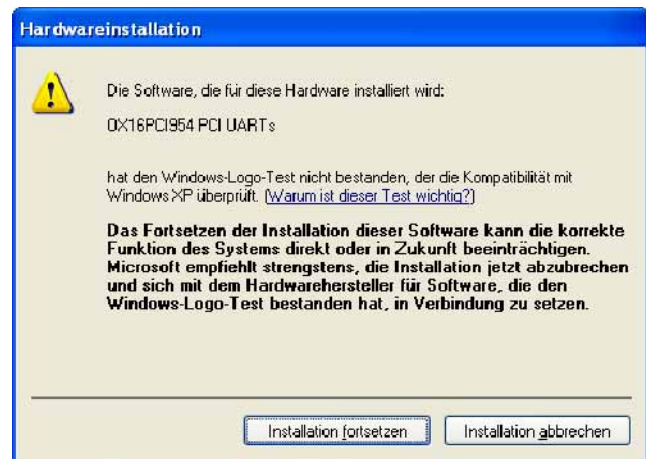 Hardwareinstallation
Die Software, die für diese Hardware installiert wird:
OX16PCI954 PCI UARTs
hat den Windows-Logo-Test nicht bestanden, der die Kompatibilität mit
Windows XP überprüft. (Warum ist dieser Test wichtig?)
Das Fortsetzen der Installation dieser Software kann die korrekte
Funktion des Systems direkt oder in Zukunft beeinträchtigen.
Microsoft empfiehlt strengstens, die Installation jetzt abzubrechen
und sich mit dem Hardwarehersteller für Software, die den
Windows-Logo-Test bestanden hat, in Verbindung zu setzen.
Installation fortsetzen Installation abbrechen